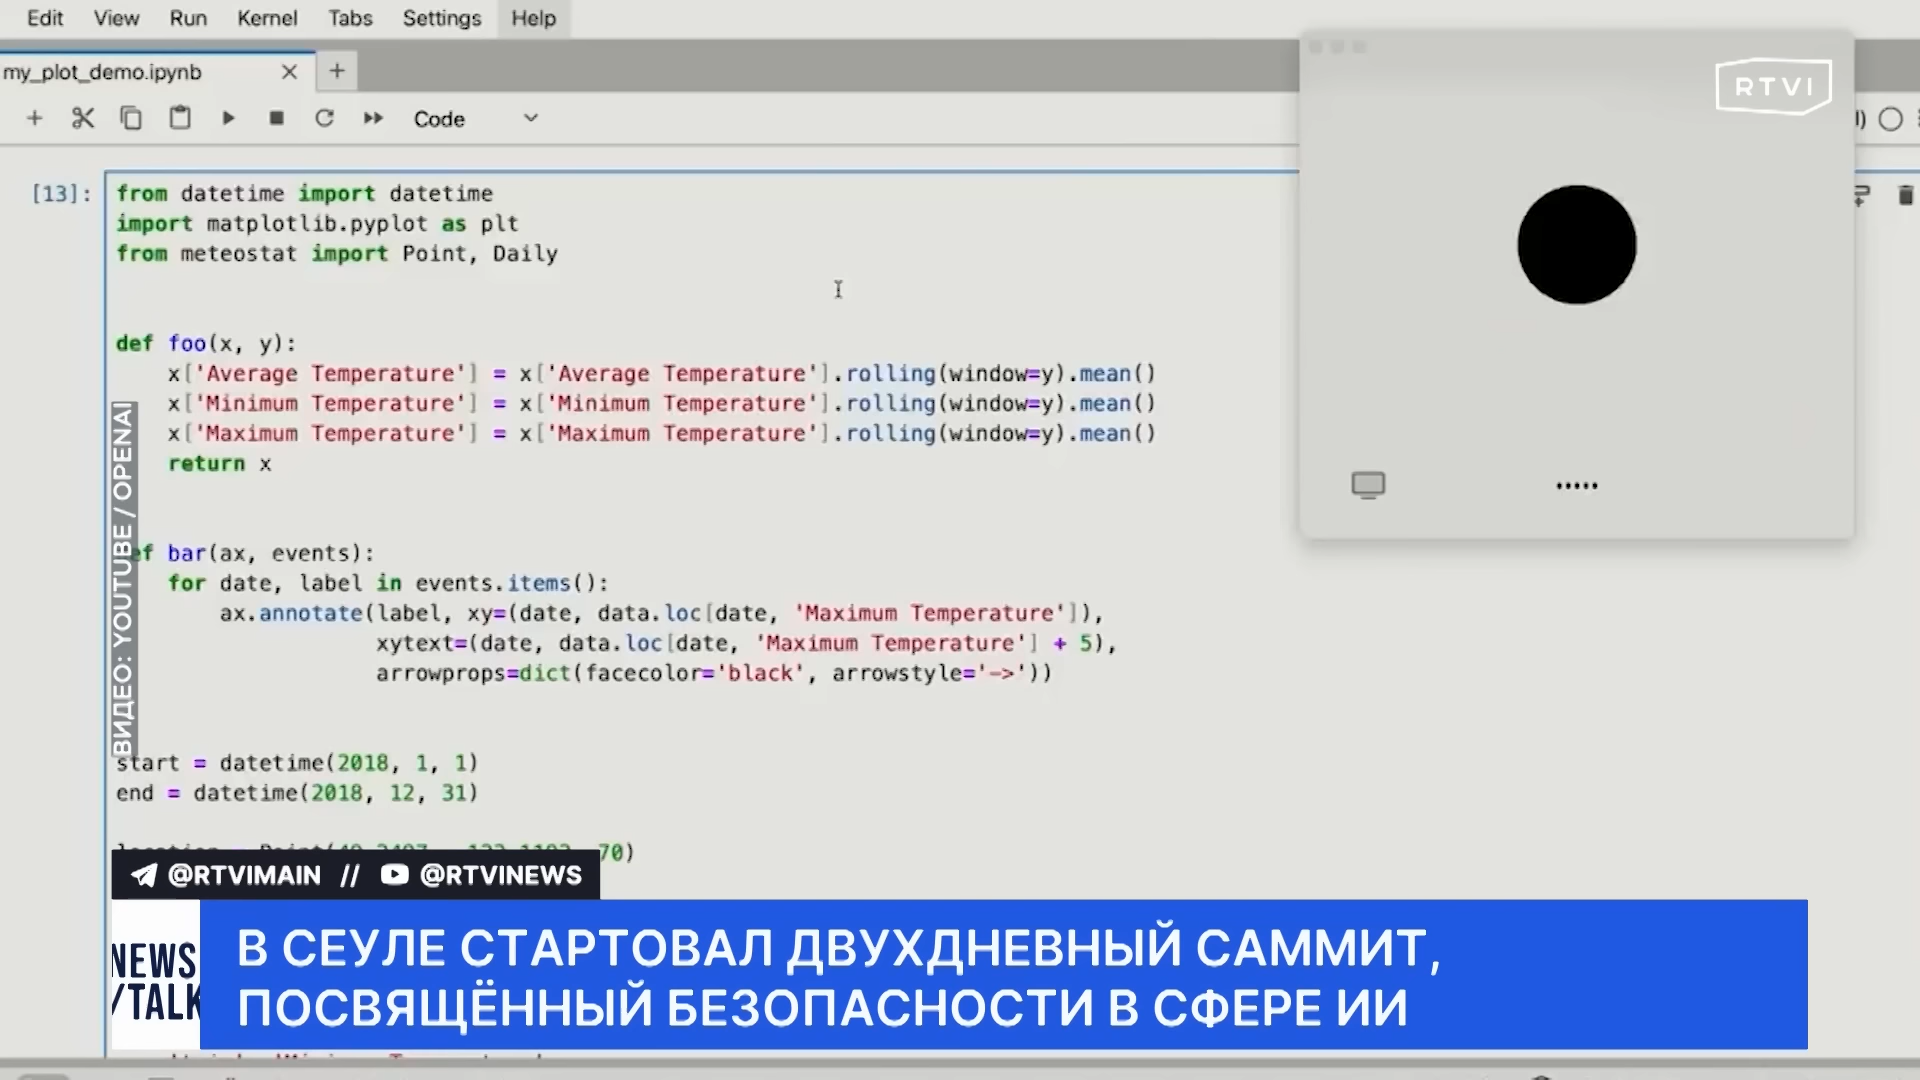 Edit View Run Kernel Tabs Settings Help
RTVI
my_plot_demo.ipynb
Code
[13]:
from datetime import datetime
import matplotlib.pyplot as plt
from meteostat import Point, Daily
def foo(x, y):
x['Average Temperature'] = x['Average Temperature'].rolling(window=y).mean()
x['Minimum Temperature'] = x['Minimum Temperature'].rolling(window=y).mean()
x['Maximum Temperature'] = x['Maximum Temperature'].rolling(window=y).mean()
return x
ef bar(ax, events):
for date, label in events.items():
ax.annotate(label, xy=(date, data.loc[date, 'Maximum Temperature']),
xytext=(date, data.loc[date, 'Maximum Temperature'] + 5),
arrowprops=dict(facecolor='black', arrowstyle='->'))
start = datetime(2018, 1, 1)
end = datetime(2018, 12, 31)
70)
ВИДЕО: YOUTUBE / OPENAI
@RTVIMAIN // @RTVINEWS
NEWS
/TALK
В СЕУЛЕ СТАРТОВАЛ ДВУХДНЕВНЫЙ САММИТ,
ПОСВЯЩЁННЫЙ БЕЗОПАСНОСТИ В СФЕРЕ ИИ